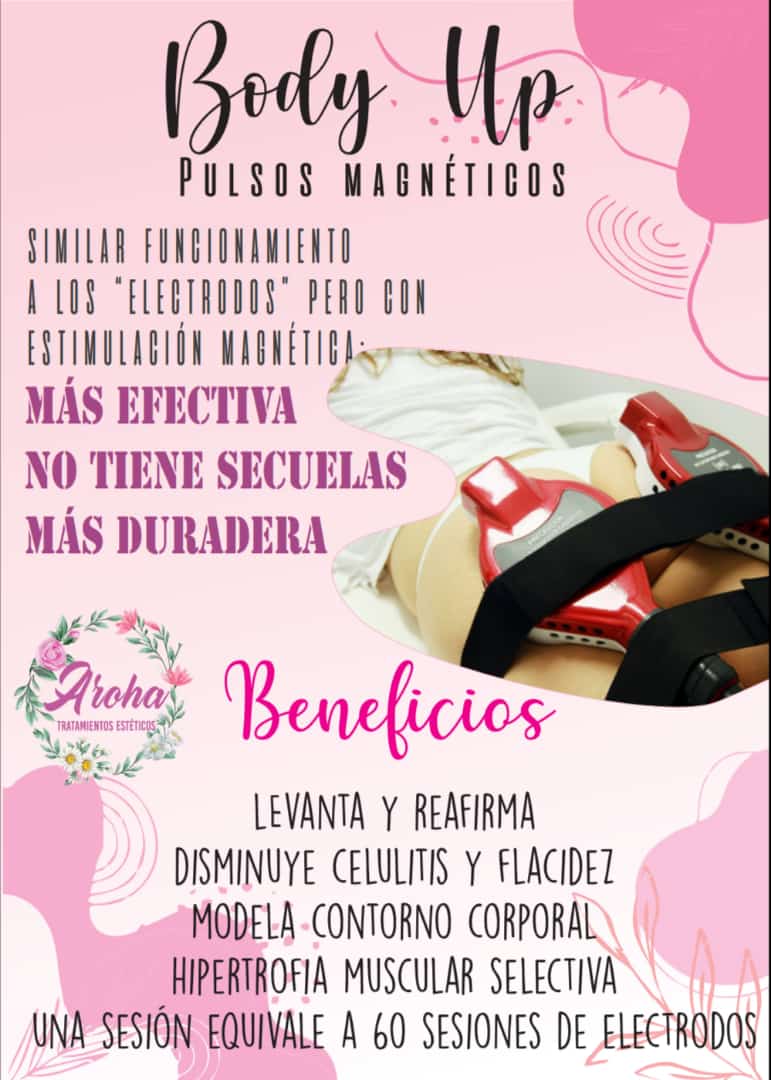 Body Up
PULSOS MAGNÉTICOS
SIMILAR FUNCIONAMIENTO
A LOS “ELECTRODOS” PERO CON
ESTIMULACIÓN MAGNÉTICA:
MÁS EFECTIVA
NO TIENE SECUELAS
MÁS DURADERA
Aroha
TRATAMIENTOS ESTÉTICOS
Beneficios
LEVANTA Y REAFIRMA
DISMINUYE CELULITIS Y FLACIDEZ
MODELA CONTORNO CORPORAL
HIPERTROFIA MUSCULAR SELECTIVA
UNA SESIÓN EQUIVALE A 60 SESIONES DE ELECTRODOS